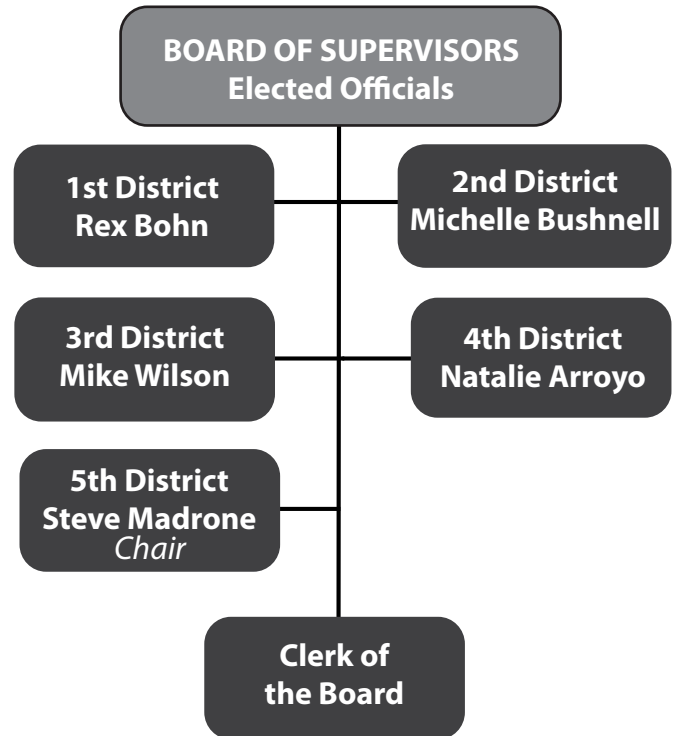 BOARD OF SUPERVISORS
Elected Officials
1st District
Rex Bohn
2nd District
Michelle Bushnell
3rd District
Mike Wilson
4th District
Natalie Arroyo
5th District
Steve Madrone
Chair
Clerk of
the Board